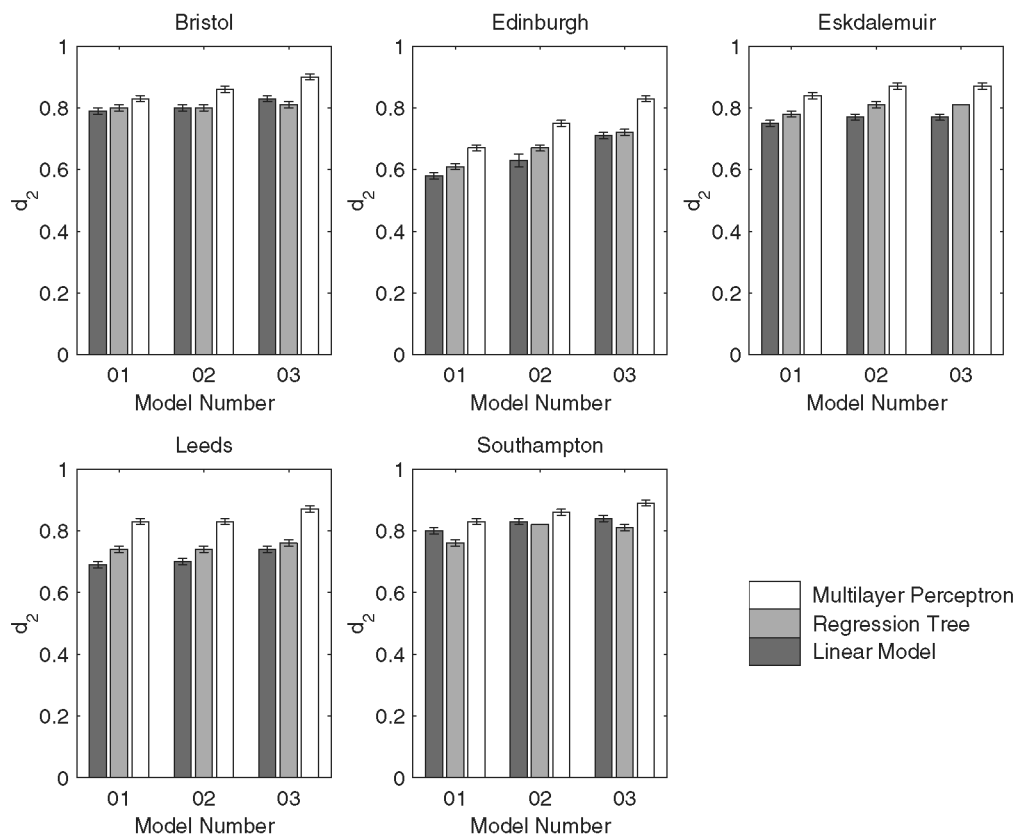 Bristol
1
0.8
0.6
0.4
0.2
0
d2
01 02 03
Model Number
Edinburgh
1
0.8
0.6
0.4
0.2
0
d2
01 02 03
Model Number
Eskdalemuir
1
0.8
0.6
0.4
0.2
0
d2
01 02 03
Model Number
Leeds
1
0.8
0.6
0.4
0.2
0
d2
01 02 03
Model Number
Southampton
1
0.8
0.6
0.4
0.2
0
d2
01 02 03
Model Number
Multilayer Perceptron
Regression Tree
Linear Model